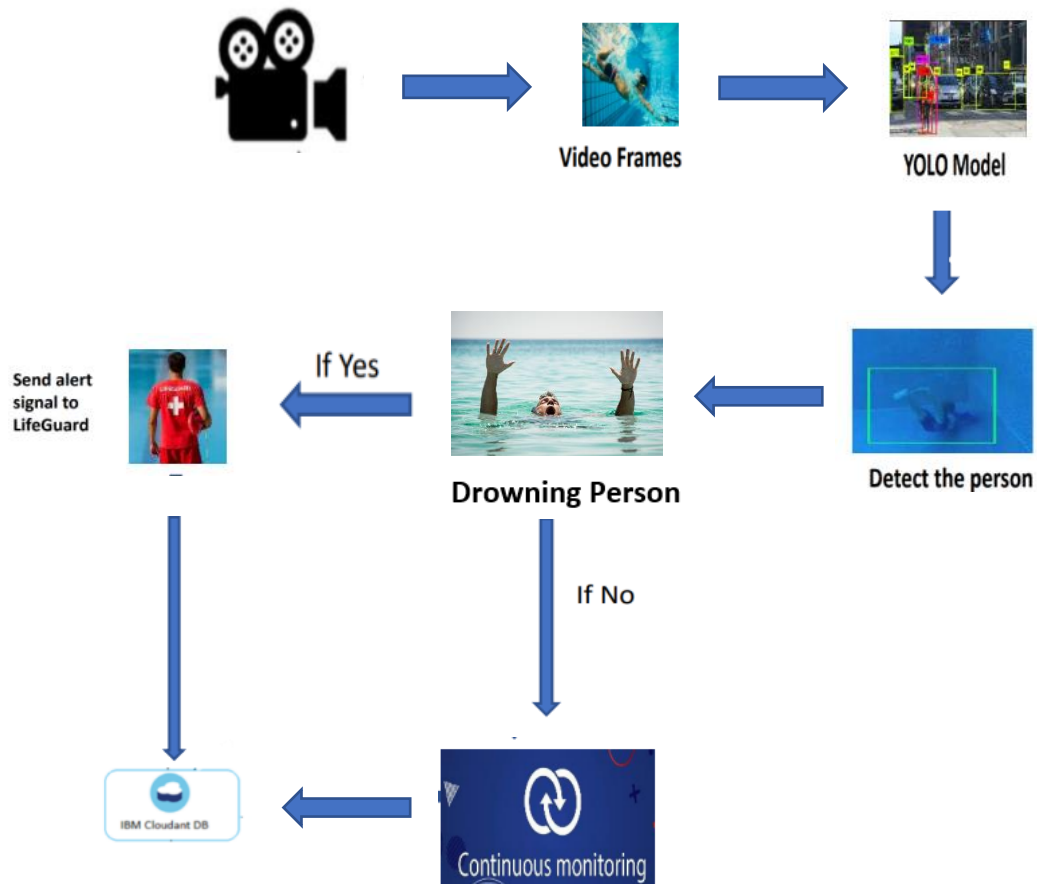 Video Frames
YOLO Model
Send alert
signal to
LifeGuard
If Yes
LIFEGUARD
Drowning Person
Detect the person
If No
IBM Cloudant DB
Continuous monitoring